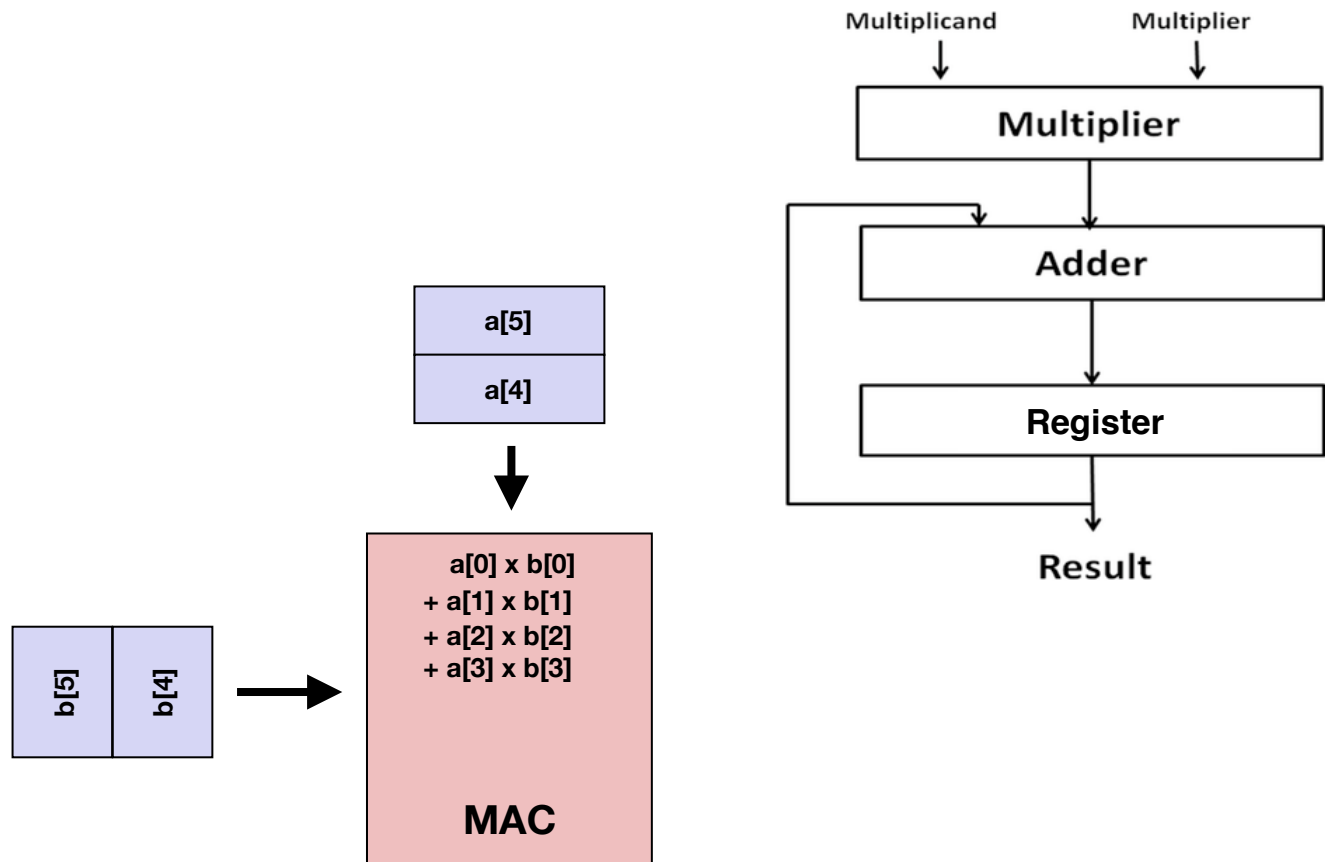 Multiplicand Multiplier
Multiplier
Adder
Register
Result
a[5]
a[4]
b[5] b[4]
a[0] x b[0]
+ a[1] x b[1]
+ a[2] x b[2]
+ a[3] x b[3]
MAC